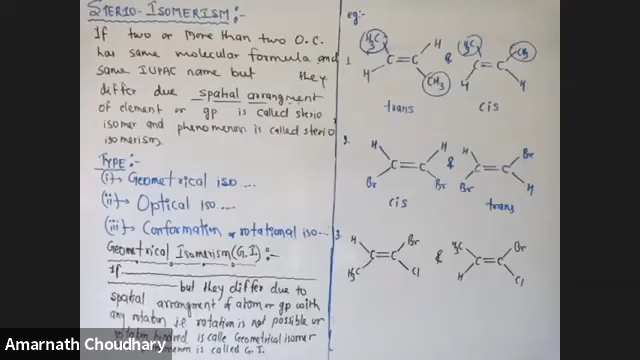 STERIO-ISOMERISM:-
If two or more than two O.C.
has same molecular formula and
same IUPAC name but they
differ due spatial arrangment
of element or gp is called sterio
isomer and phenomenon is called sterio
isomerism.
TYPE:-
(i)→ Geometrical iso ...
(ii)→ Optical iso ...
(iii)→ Conformation or rotational iso...
Geometrical Isomerism (G.I):-
If
but they differ due to
spatial arrangment of atom or gp with
any rotation i.e rotation is not possible or
is calle Geometrical isomer
is called G.I.
eg:-
1.
H3C H & H3C CH3
C=C C=C
H CH3 H H
trans cis
2.
H H & H Br
C=C C=C
Br Br Br H
cis trans
3.
H Br & H3C Br
C=C C=C
H3C Cl H Cl
Amarnath Choudhary